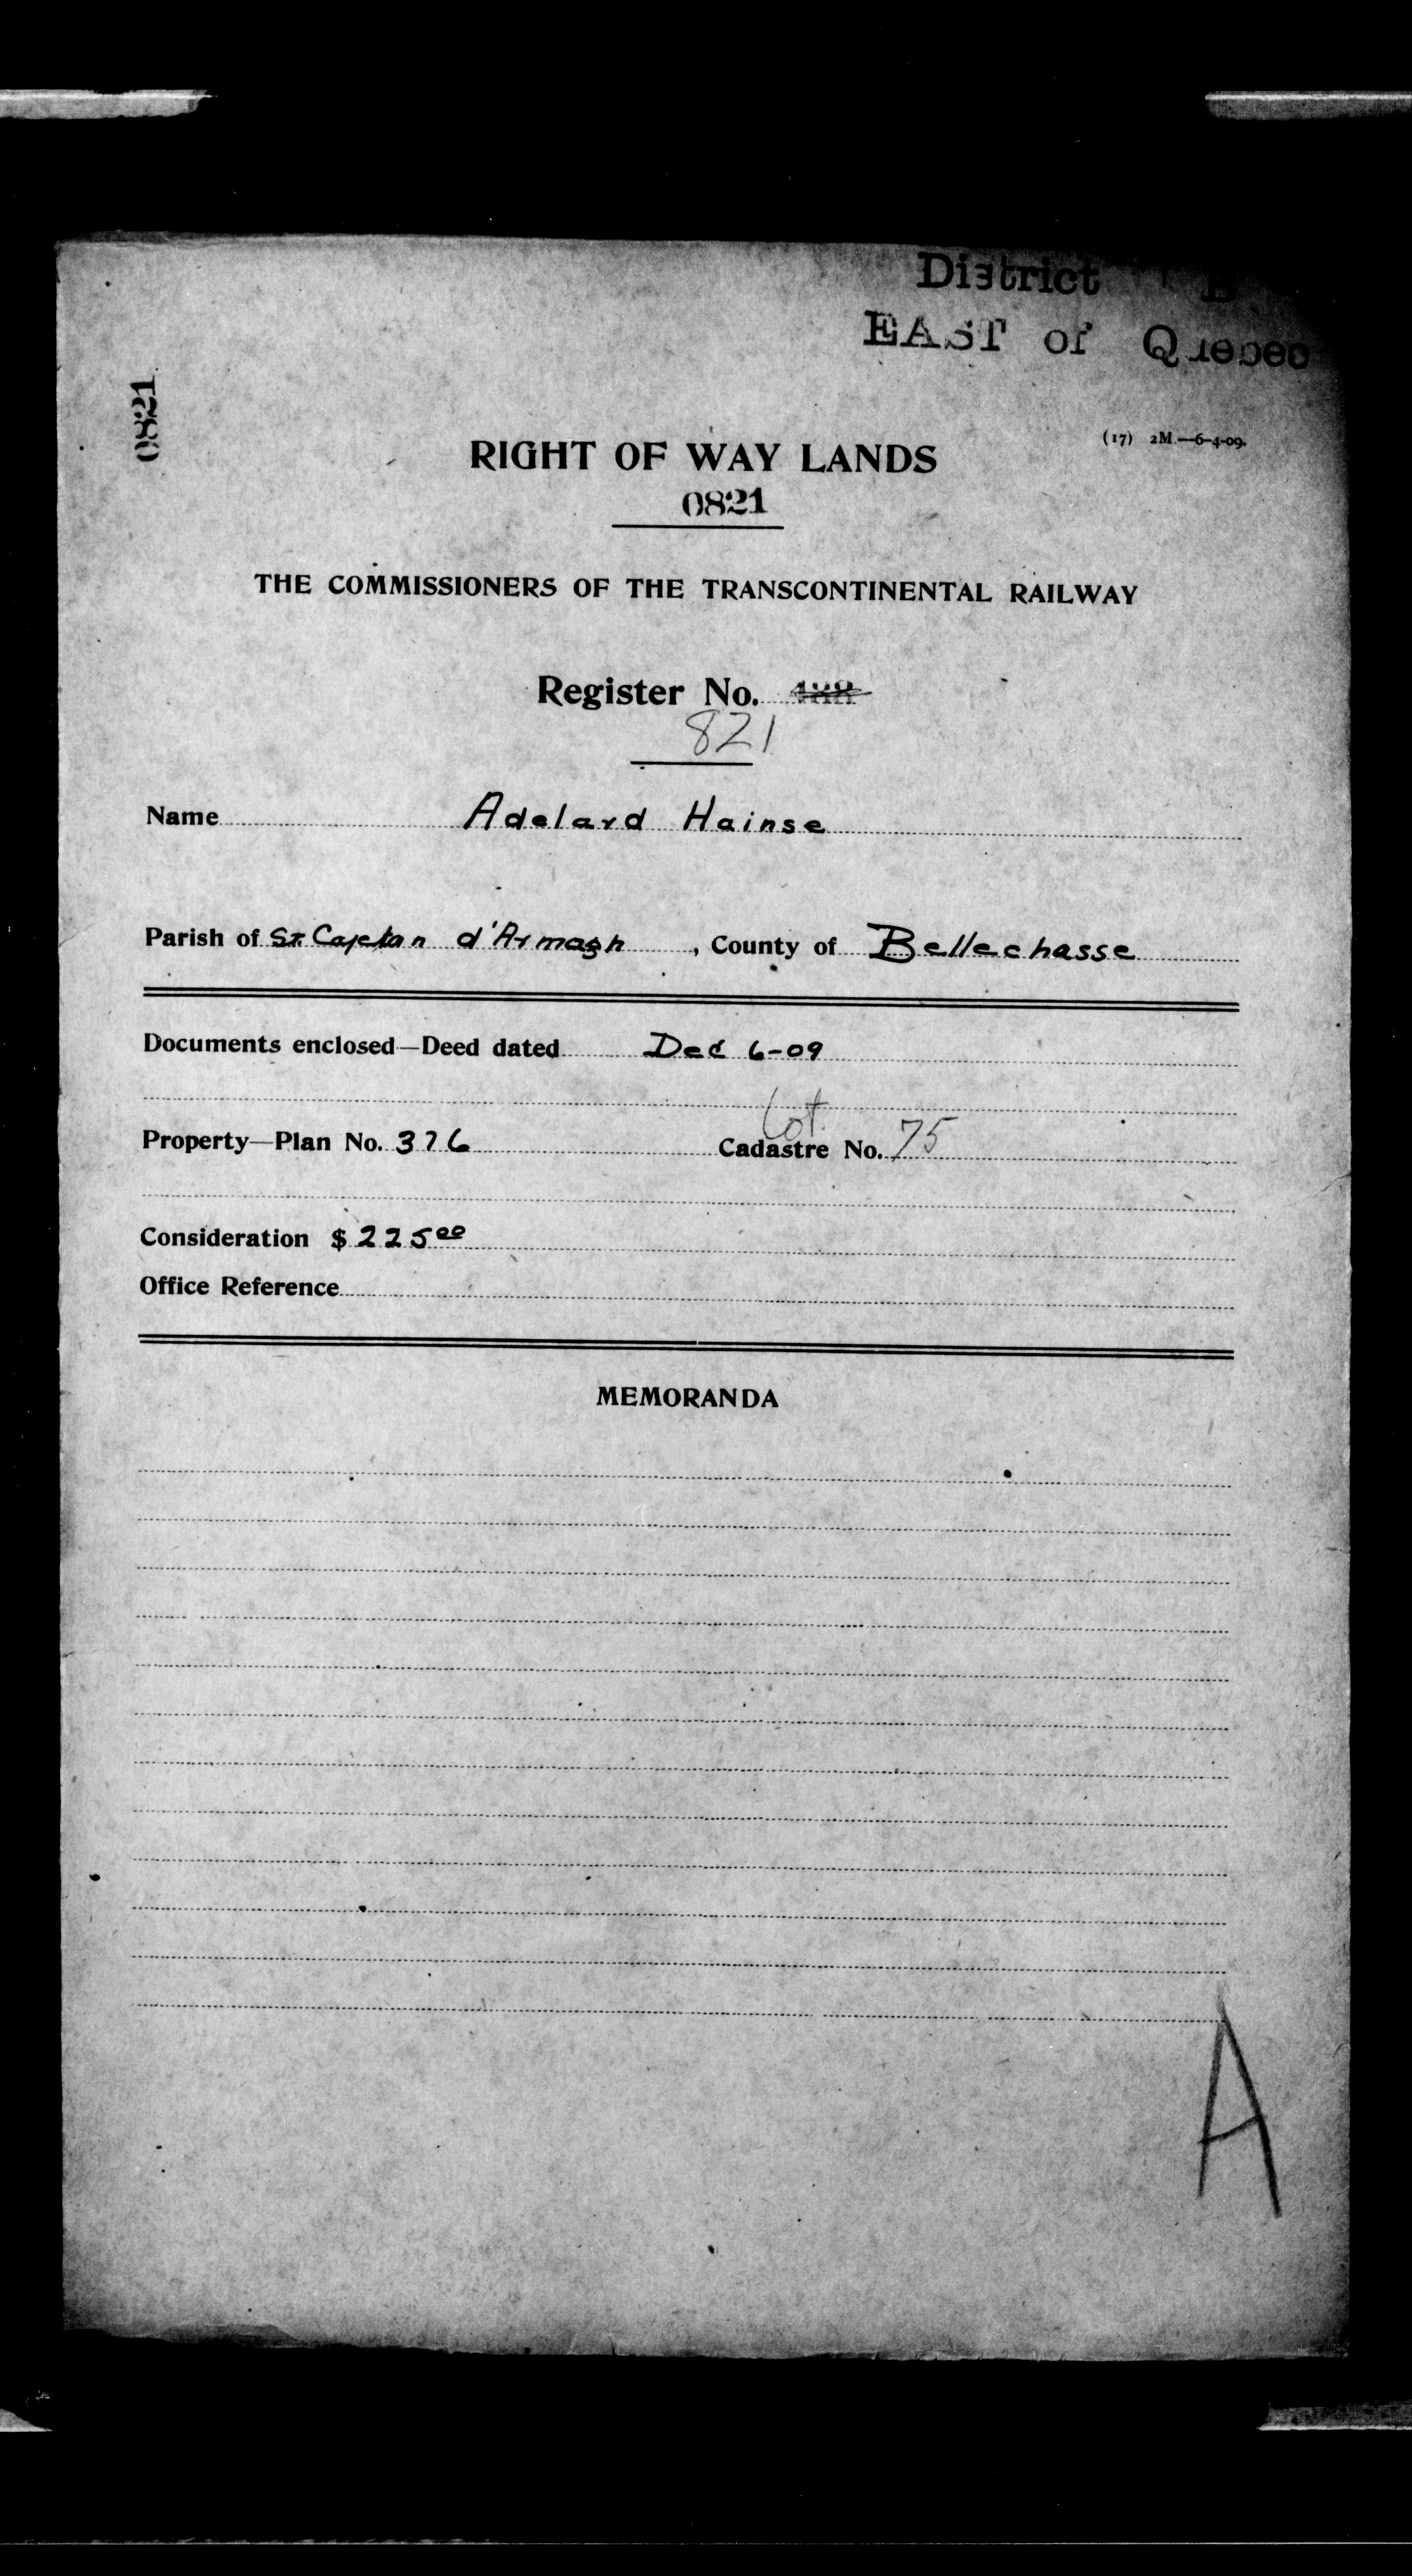 District "B"
EAST of Quebec
0821
(17) 2M.—6-4-09.
RIGHT OF WAY LANDS
0821
THE COMMISSIONERS OF THE TRANSCONTINENTAL RAILWAY
Register No. 488
821
Name Adelard Hainse
Parish of St. Cajetan d'Armagh, County of Bellechasse
Documents enclosed—Deed dated Dec 6-09
Lot
Property—Plan No. 376 Cadastre No. 75
Consideration $ 225 00
Office Reference
MEMORANDA
A